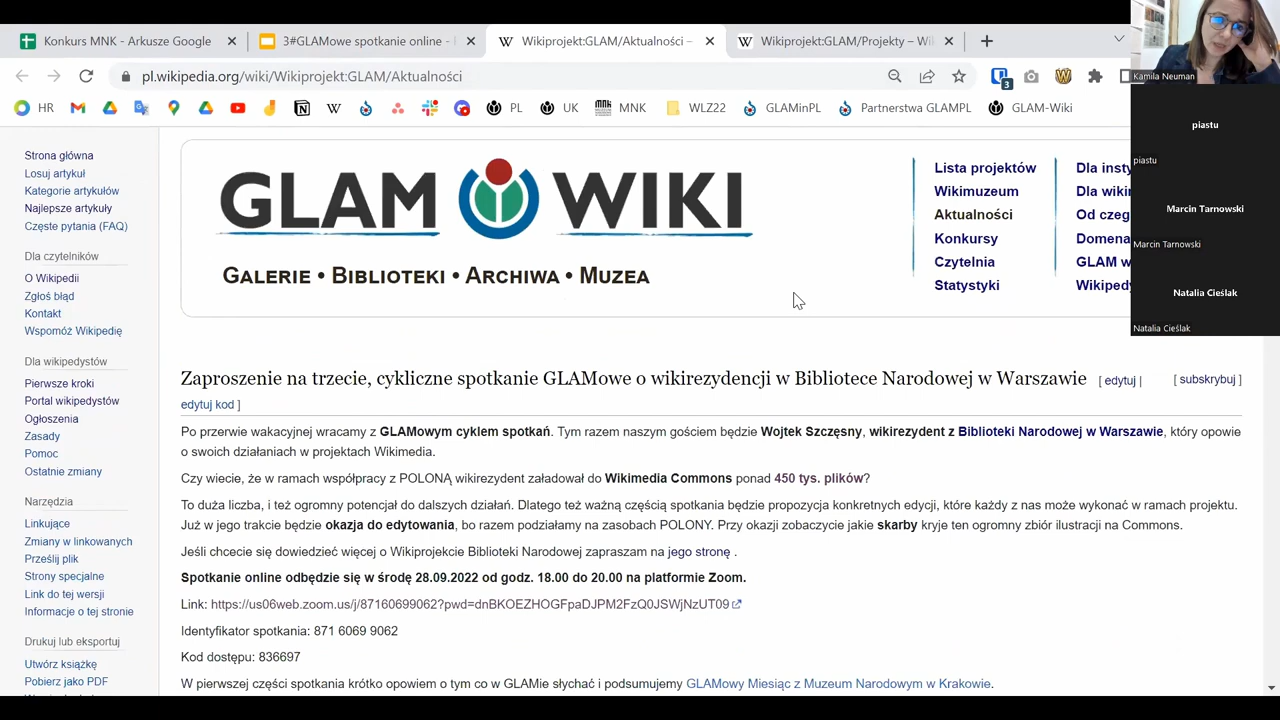 Konkurs MNK - Arkusze Google
3#GLAMowe spotkanie online -
Wikiprojekt:GLAM/Aktualności –
Wikiprojekt:GLAM/Projekty – Wik
pl.wikipedia.org/wiki/Wikiprojekt:GLAM/Aktualności
3
HR
PL
UK
MNK
WLZ22
GLAMinPL
Partnerstwa GLAMPL
GLAM-Wiki
Kamila Neuman
piastu
piastu
Marcin Tarnowski
Marcin Tarnowski
Natalia Cieślak
Natalia Cieślak
Strona główna
Losuj artykuł
Kategorie artykułów
Najlepsze artykuły
Częste pytania (FAQ)
Dla czytelników
O Wikipedii
Zgłoś błąd
Kontakt
Wspomóż Wikipedię
Dla wikipedystów
Pierwsze kroki
Portal wikipedystów
Ogłoszenia
Zasady
Pomoc
Ostatnie zmiany
Narzędzia
Linkujące
Zmiany w linkowanych
Prześlij plik
Strony specjalne
Link do tej wersji
Informacje o tej stronie
Drukuj lub eksportuj
Utwórz książkę
Pobierz jako PDF
GLAM WIKI
Galerie • Biblioteki • Archiwa • Muzea
Lista projektów
Wikimuzeum
Aktualności
Konkursy
Czytelnia
Statystyki
Dla insty
Dla wikip
Od czeg
Domena
GLAM w
Wikipedy
Zaproszenie na trzecie, cykliczne spotkanie GLAMowe o wikirezydencji w Bibliotece Narodowej w Warszawie [ edytuj | [ subskrybuj ]
edytuj kod ]
Po przerwie wakacyjnej wracamy z GLAMowym cyklem spotkań. Tym razem naszym gościem będzie Wojtek Szczęsny, wikirezydent z Biblioteki Narodowej w Warszawie, który opowie
o swoich działaniach w projektach Wikimedia.
Czy wiecie, że w ramach współpracy z POLONĄ wikirezydent załadował do Wikimedia Commons ponad 450 tys. plików?
To duża liczba, i też ogromny potencjał do dalszych działań. Dlatego też ważną częścią spotkania będzie propozycja konkretnych edycji, które każdy z nas może wykonać w ramach projektu.
Już w jego trakcie będzie okazja do edytowania, bo razem podziałamy na zasobach POLONY. Przy okazji zobaczycie jakie skarby kryje ten ogromny zbiór ilustracji na Commons.
Jeśli chcecie się dowiedzieć więcej o Wikiprojekcie Biblioteki Narodowej zapraszam na jego stronę .
Spotkanie online odbędzie się w środę 28.09.2022 od godz. 18.00 do 20.00 na platformie Zoom.
Link: https://us06web.zoom.us/j/87160699062?pwd=dnBKOEZHOGFpaDJPM2FzQ0JSWjNzUT09
Identyfikator spotkania: 871 6069 9062
Kod dostępu: 836697
W pierwszej części spotkania krótko opowiem o tym co w GLAMie słychać i podsumujemy GLAMowy Miesiąc z Muzeum Narodowym w Krakowie.